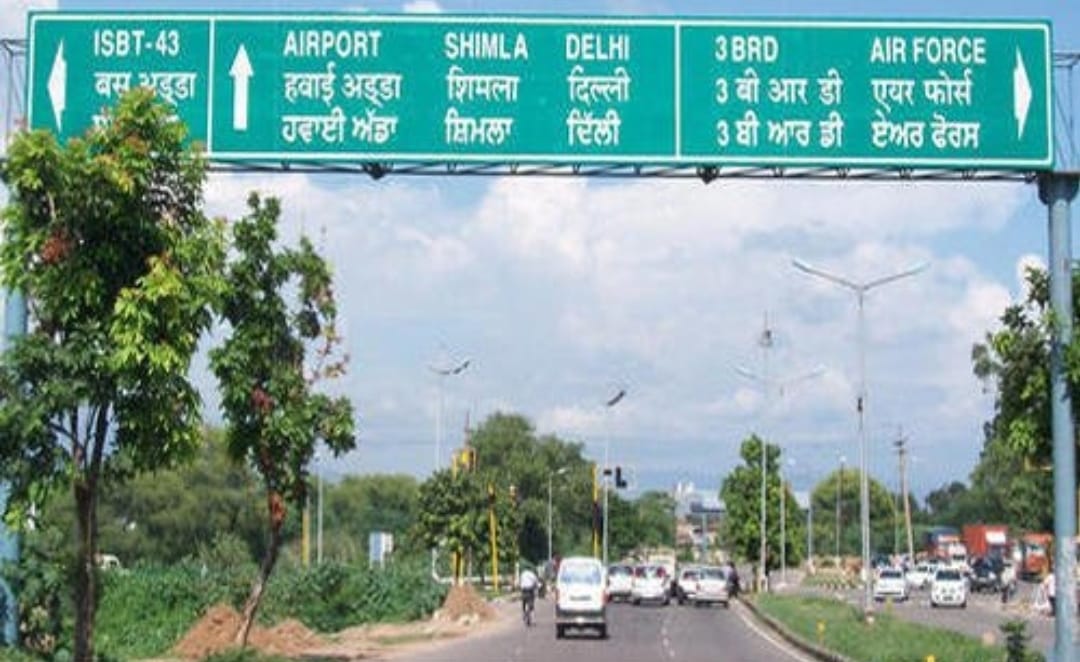 ISBT-43
बस अड्डा
AIRPORT SHIMLA DELHI
हवाई अड्डा शिमला दिल्ली
ਹਵਾਈ ਅੱਡਾ ਸ਼ਿਮਲਾ ਦਿੱਲੀ
3 BRD AIR FORCE
3 बी आर डी एयर फोर्स
3 ਬੀ ਆਰ ਡੀ ਏਅਰ ਫੋਰਸ